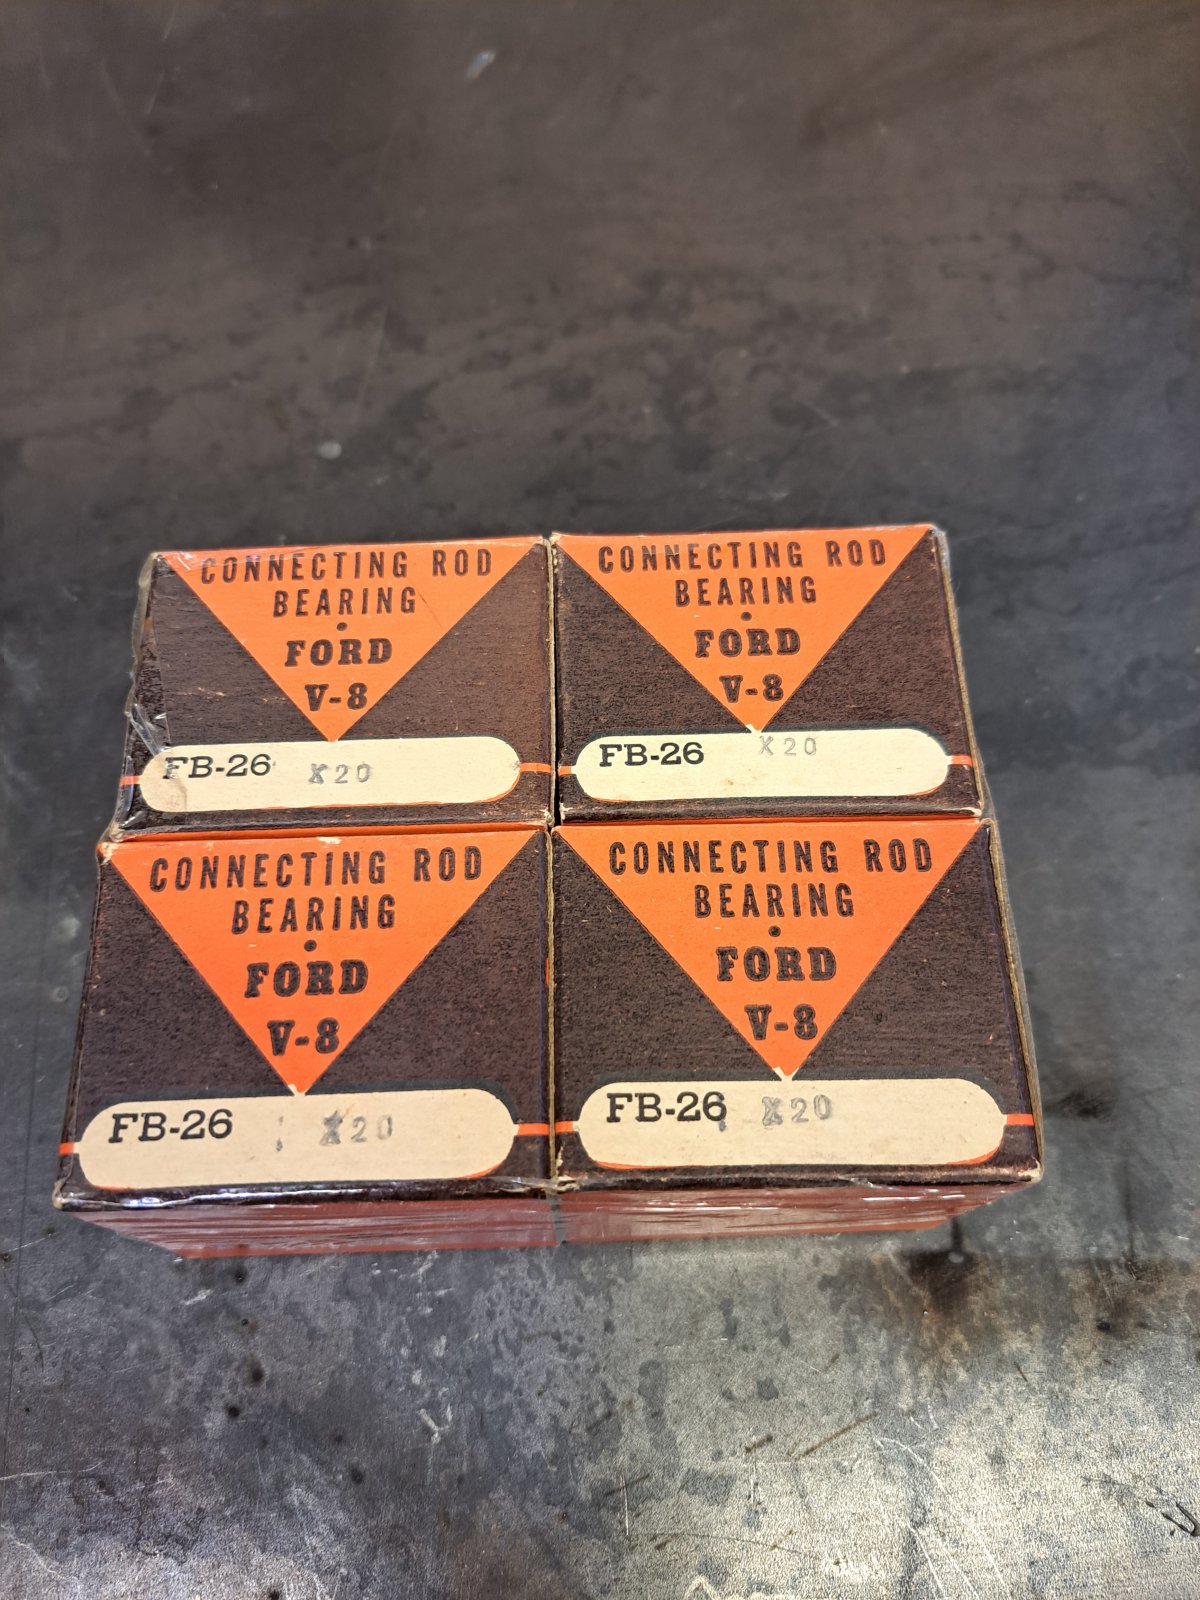 CONNECTING ROD
BEARING
•
FORD
V-8
FB-26 X20
CONNECTING ROD
BEARING
•
FORD
V-8
FB-26 X20
CONNECTING ROD
BEARING
•
FORD
V-8
FB-26 X20
CONNECTING ROD
BEARING
•
FORD
V-8
FB-26 X20